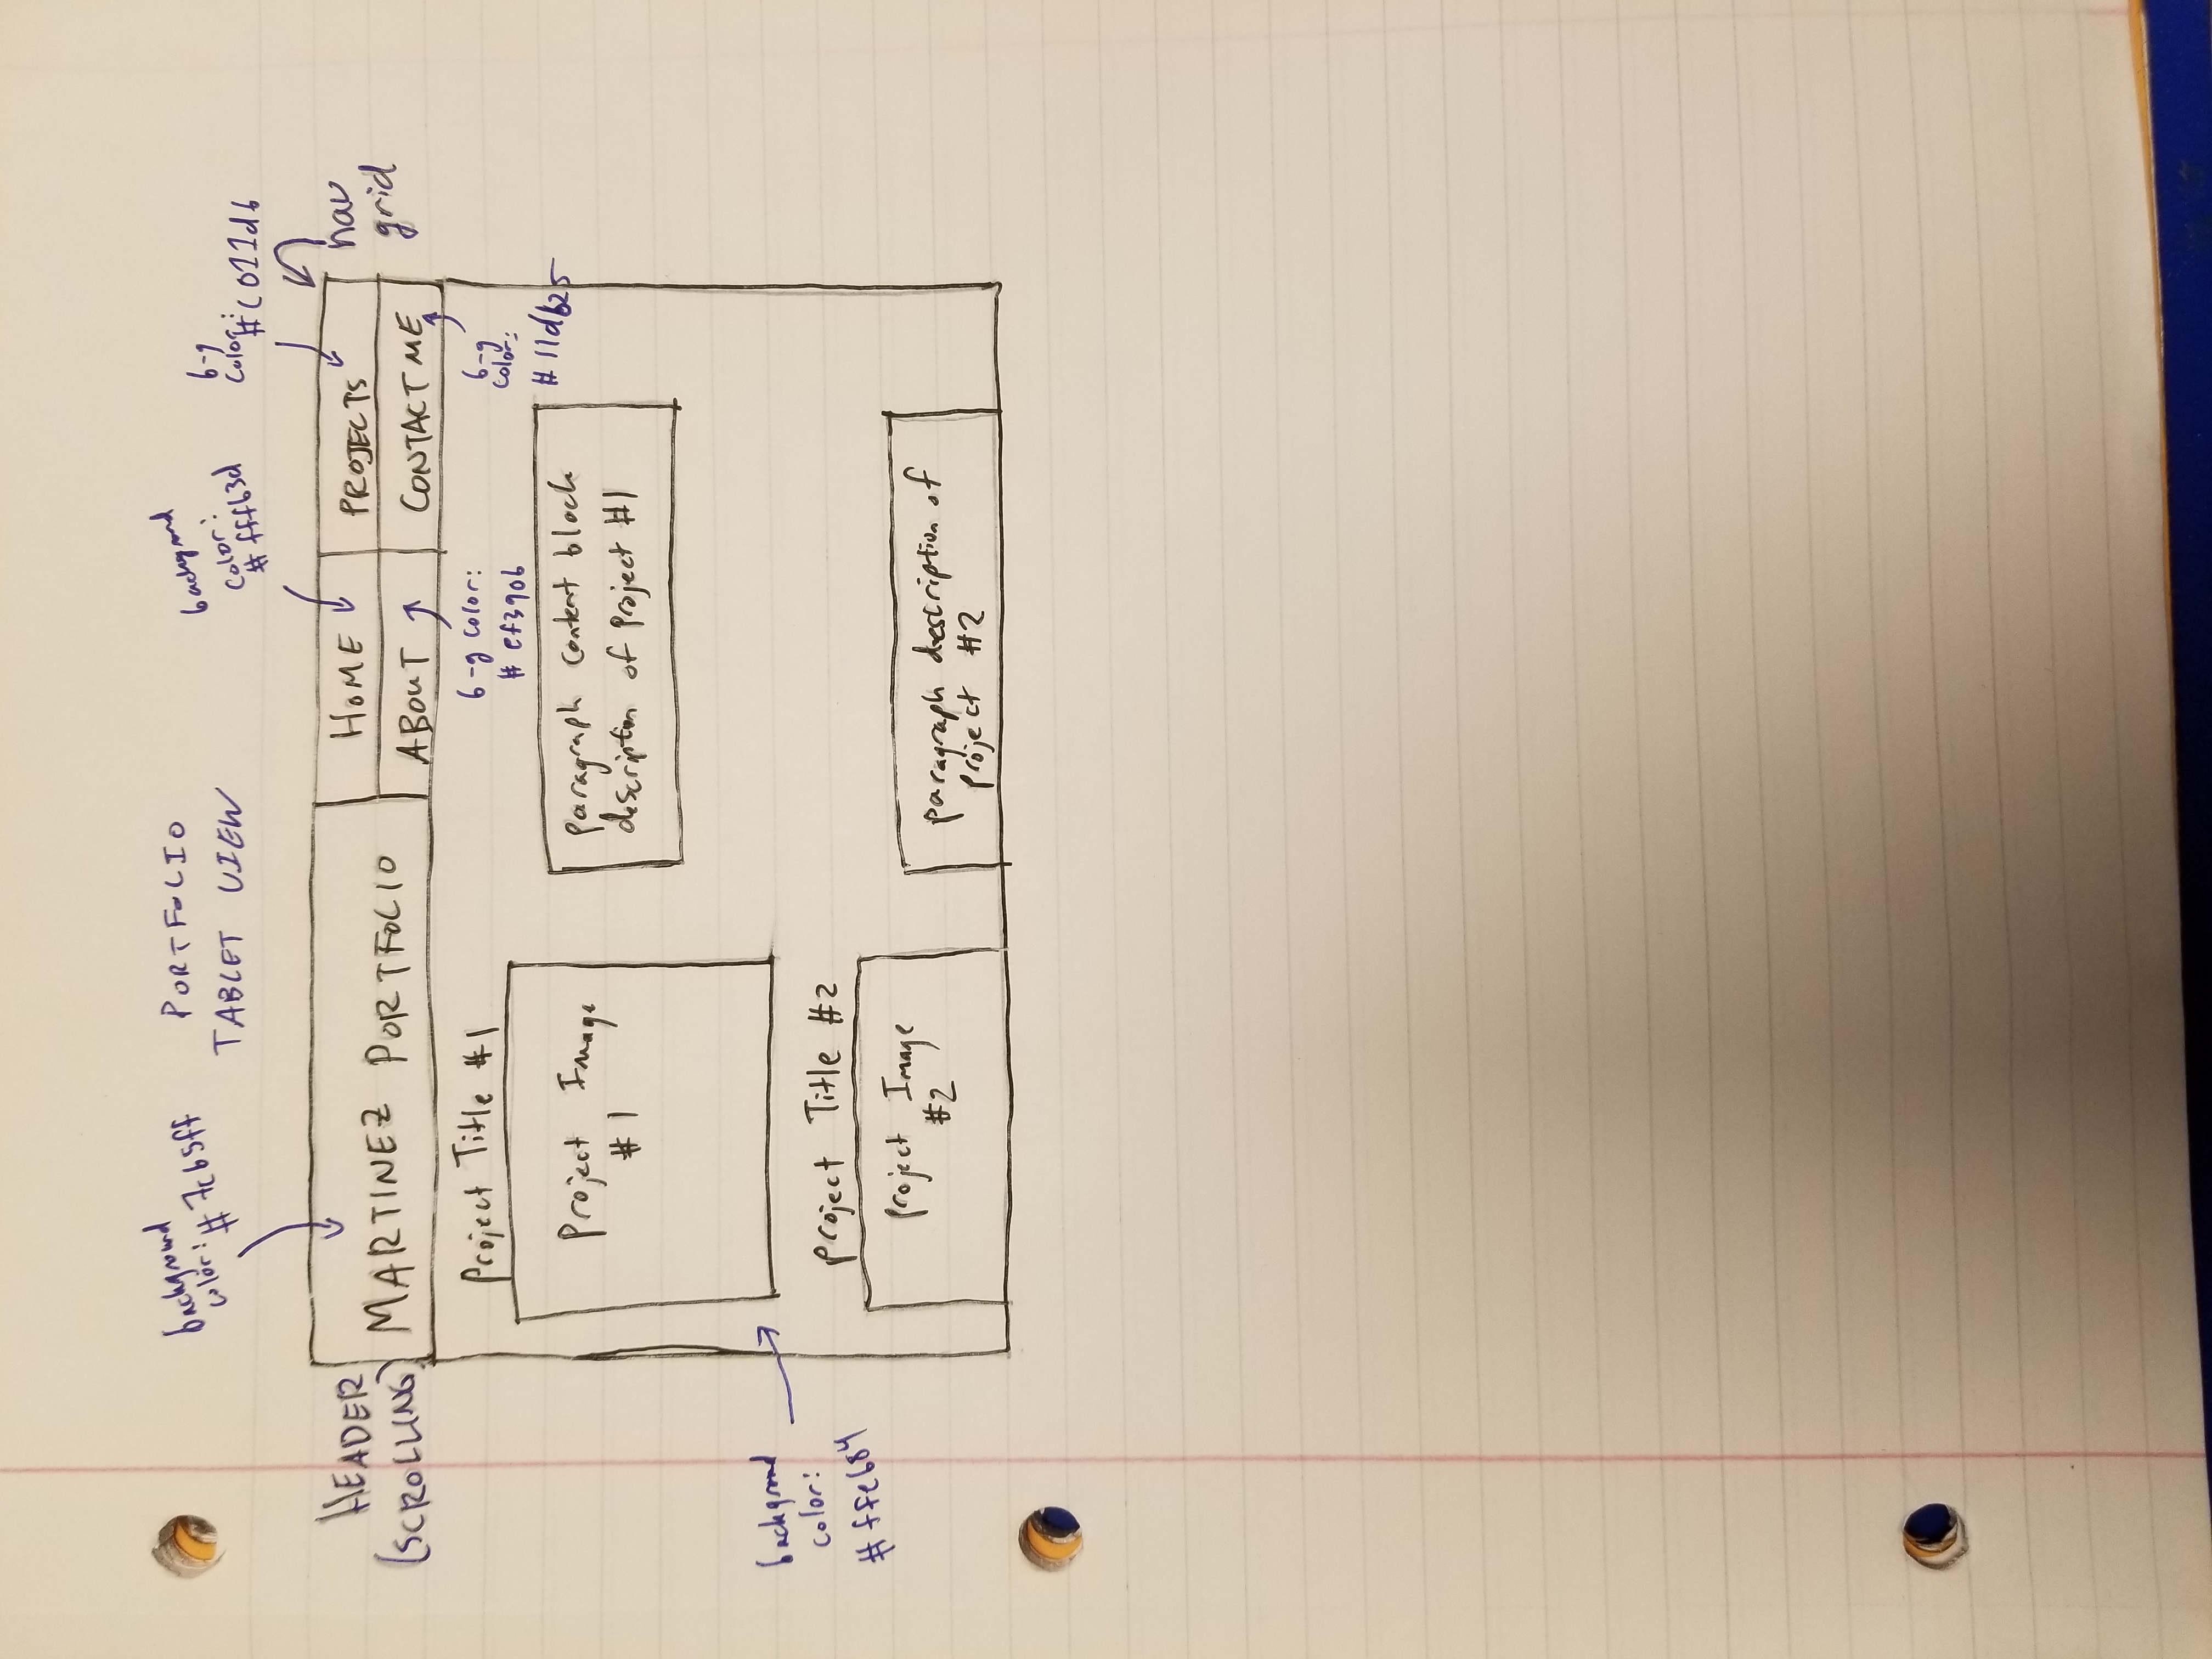 PORTFOLIO
TABLET VIEW
background
color: #7cb5ff
background
color:
#fff63d
b-g
color:
#c011d6
nav
grid
HEADER
(SCROLLING)
MARTINEZ PORTFOLIO
HOME
PROJECTS
ABOUT
CONTACT ME
b-g color:
#ef390b
b-g
color:
#11db25
Project Title #1
Project Image
#1
paragraph content block
description of project #1
background
color:
#ffe684
project Title #2
project Image
#2
paragraph description of
project #2